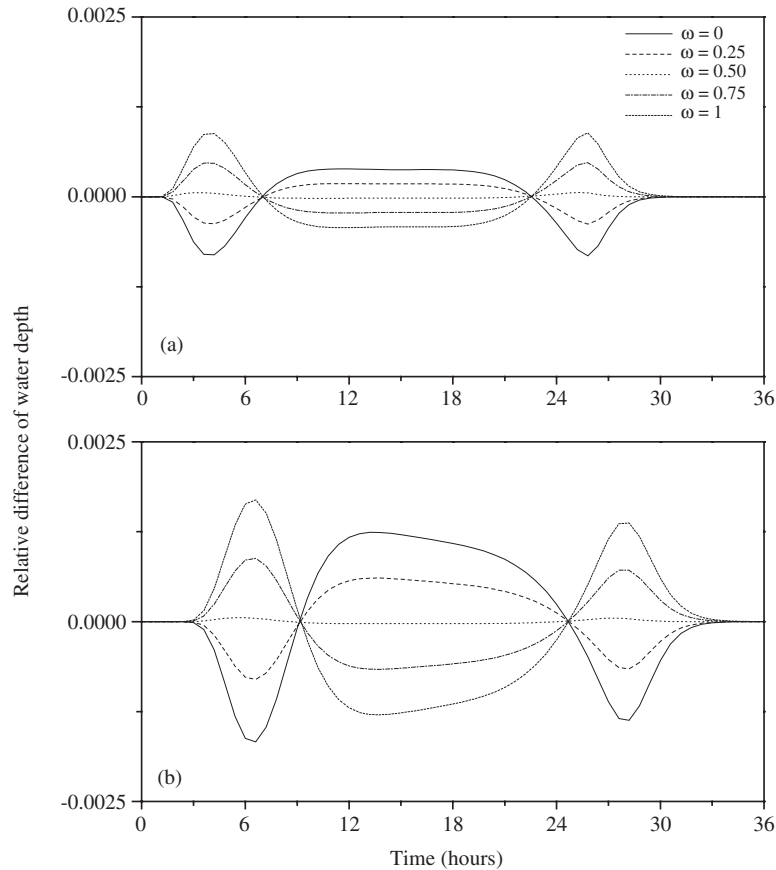 0.0025
ω = 0
ω = 0.25
ω = 0.50
ω = 0.75
ω = 1
0.0000
(a)
-0.0025
0 6 12 18 24 30 36
Relative difference of water depth
0.0025
0.0000
(b)
-0.0025
0 6 12 18 24 30 36
Time (hours)